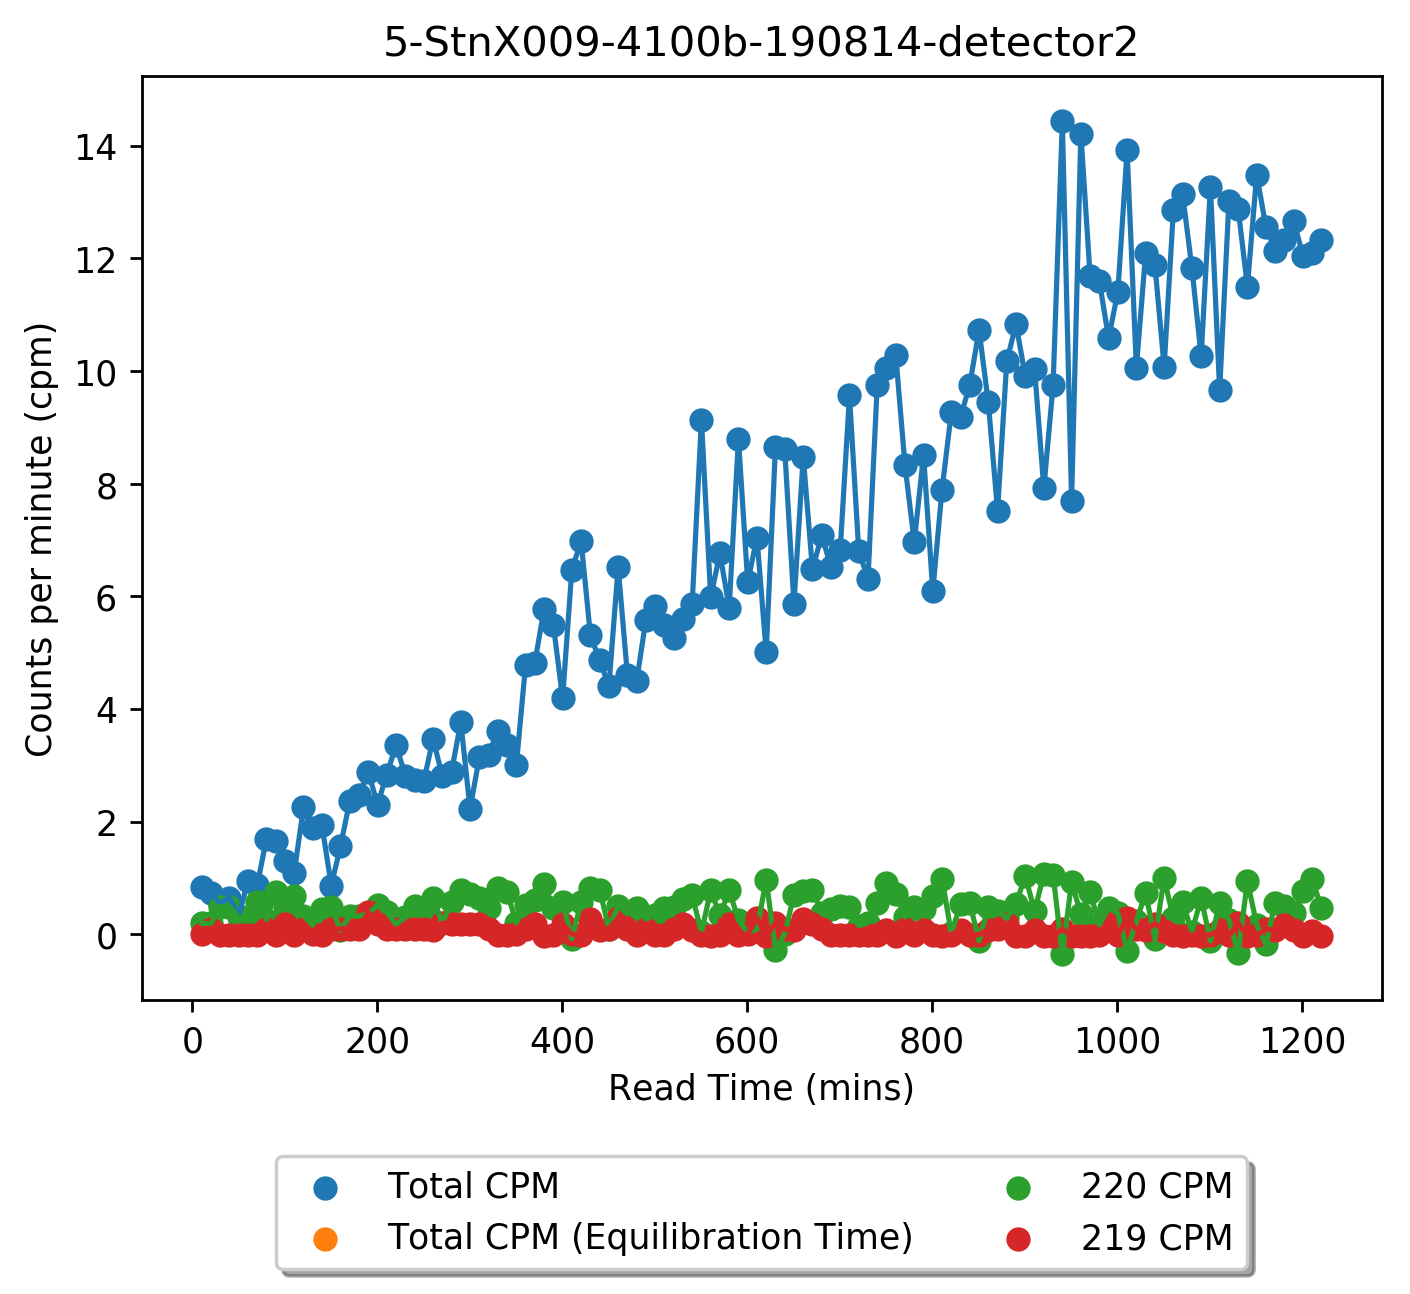 5-StnX009-4100b-190814-detector2
Counts per minute (cpm)
14
12
10
8
6
4
2
0
0 200 400 600 800 1000 1200
Read Time (mins)
Total CPM
Total CPM (Equilibration Time)
220 CPM
219 CPM